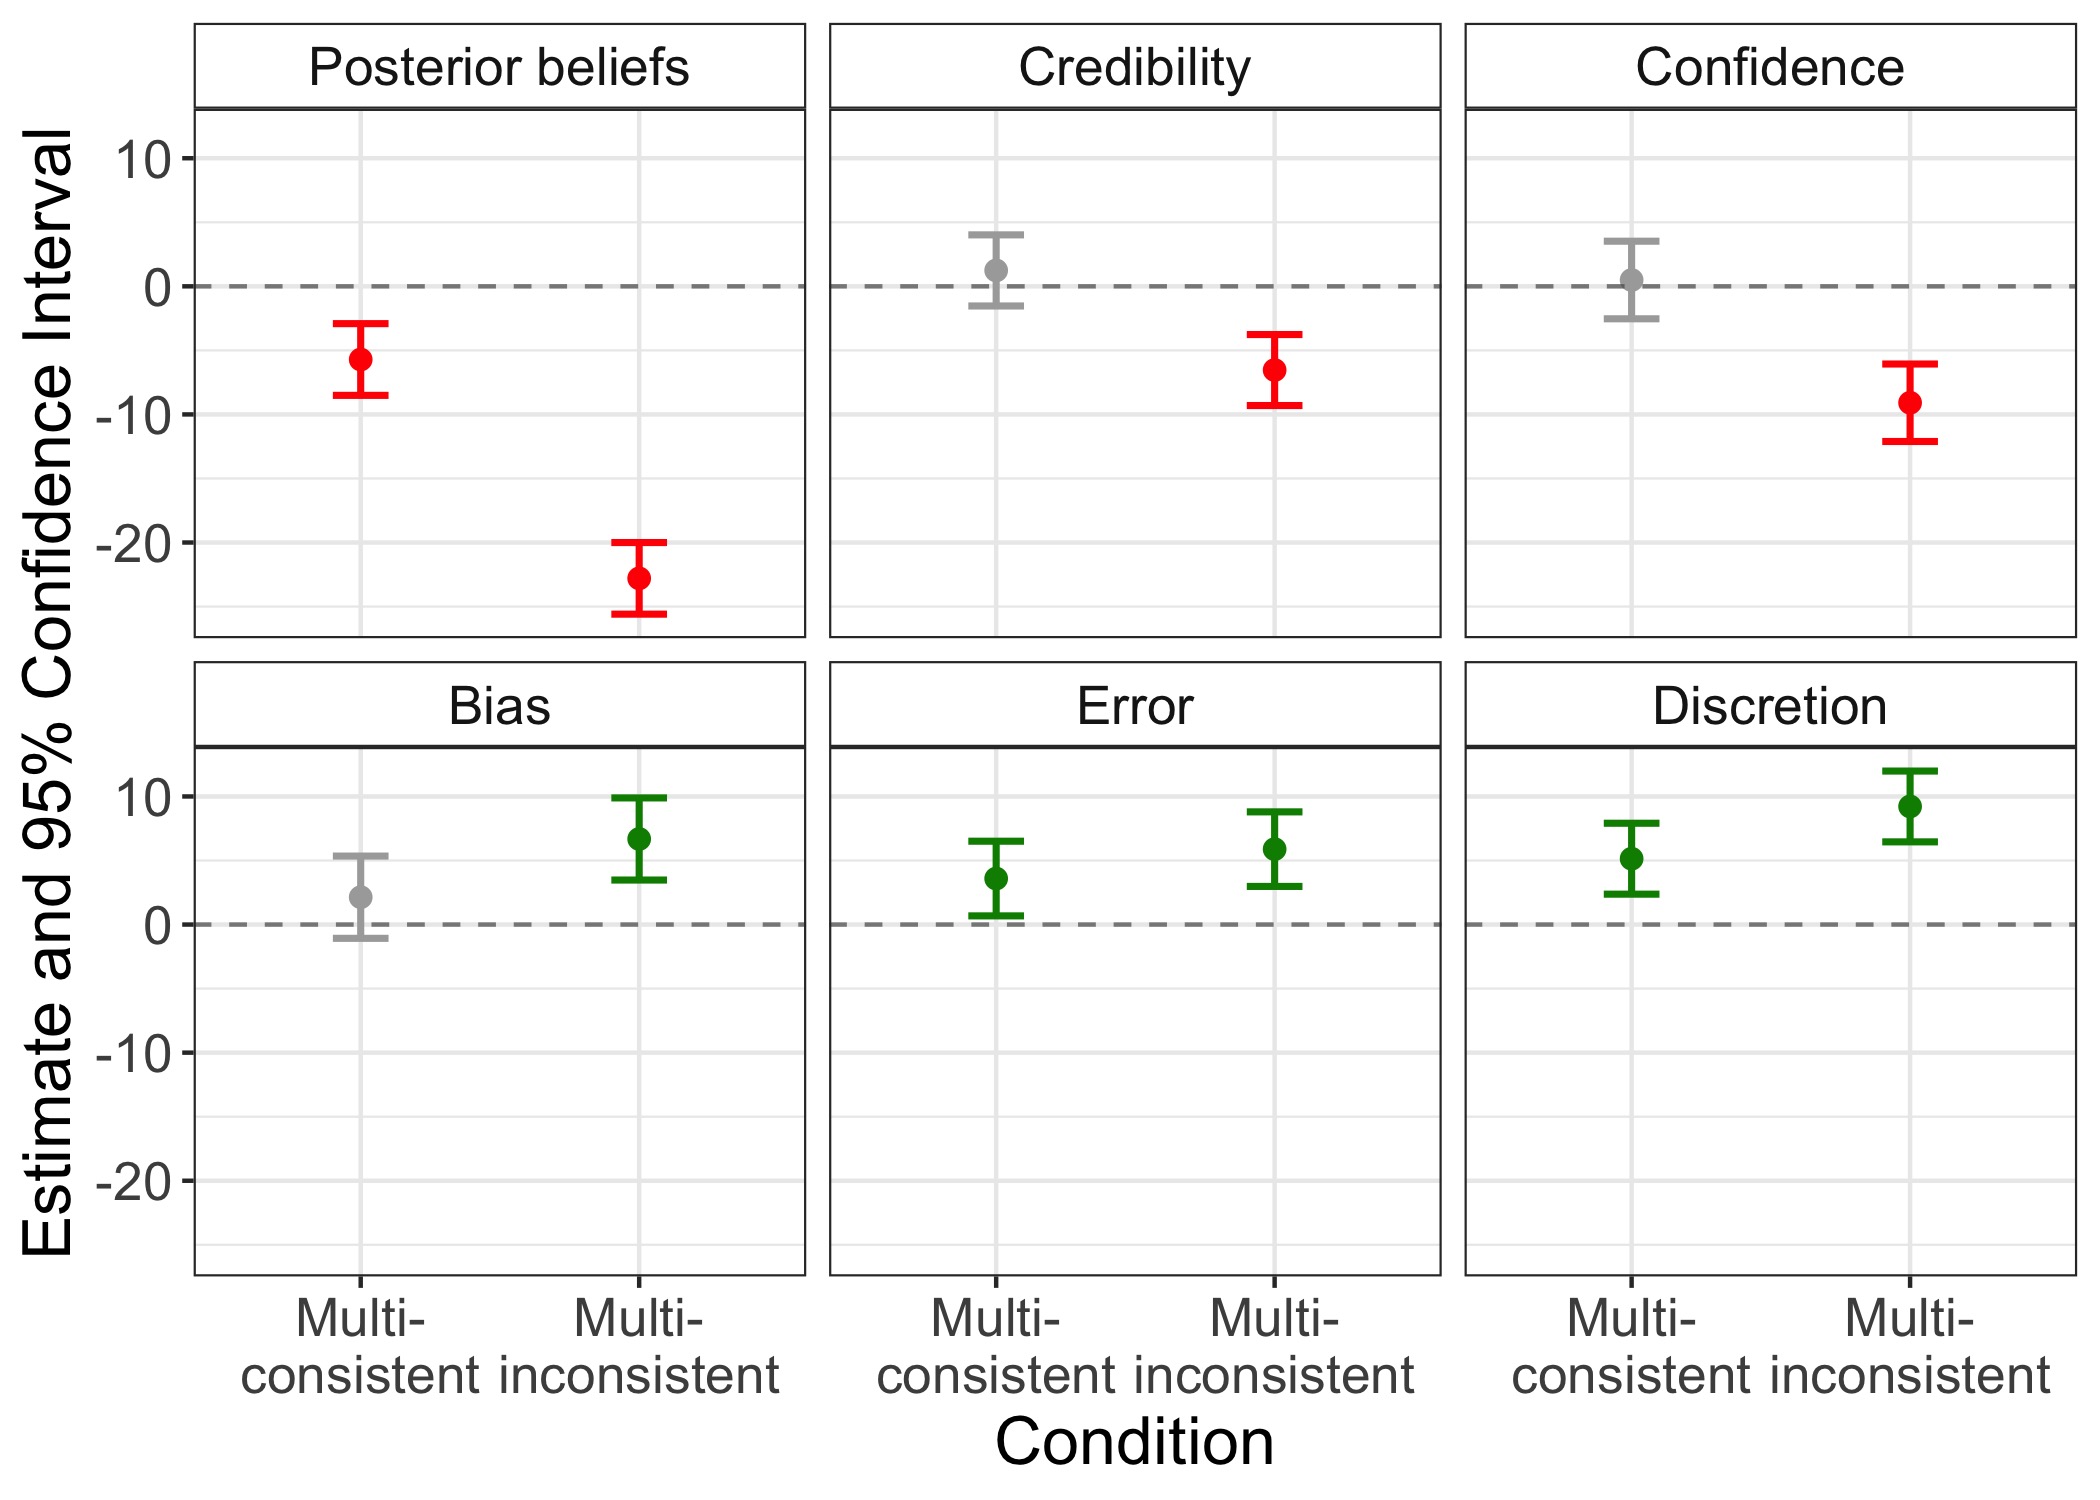 Posterior beliefs
Credibility
Confidence
Estimate and 95% Confidence Interval
10
0
-10
-20
Bias
Error
Discretion
10
0
-10
-20
Multi-
consistent
Multi-
inconsistent
Multi-
consistent
Multi-
inconsistent
Multi-
consistent
Multi-
inconsistent
Condition